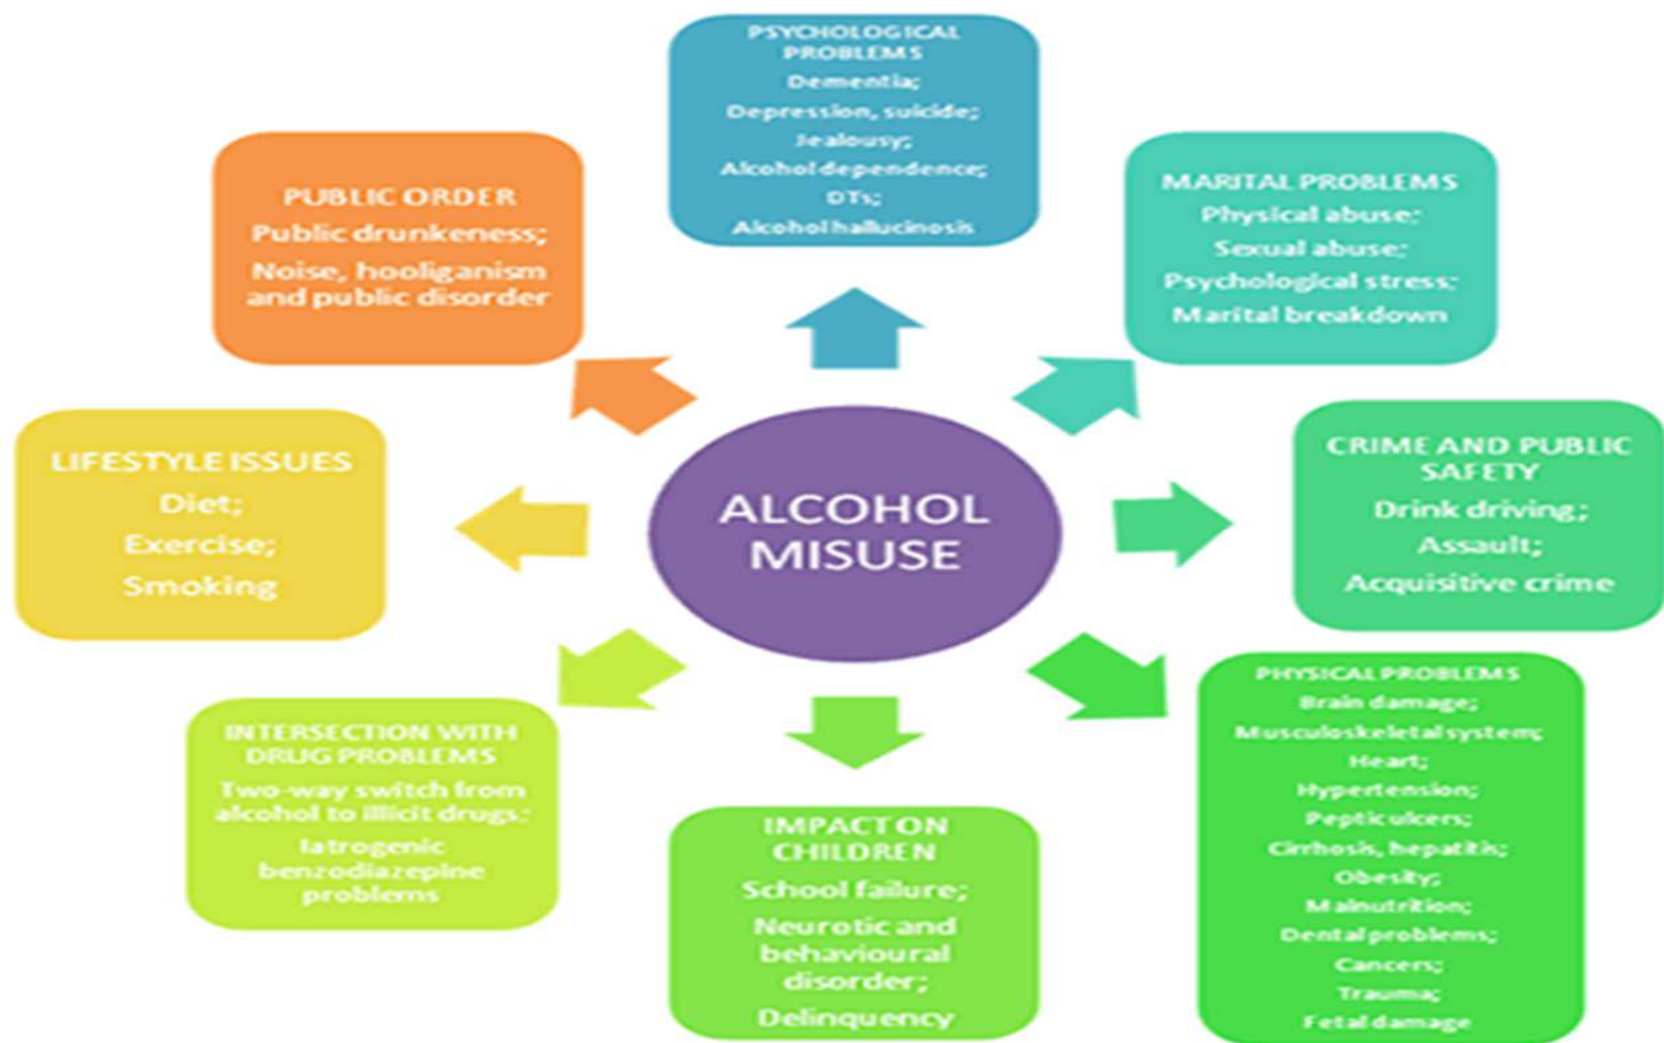 PSYCHOLOGICAL
PROBLEMS
Dementia;
Depression, suicide;
Jealousy;
Alcohol dependence;
DTs;
Alcohol hallucinosis
MARITAL PROBLEMS
Physical abuse;
Sexual abuse;
Psychological stress;
Marital breakdown
CRIME AND PUBLIC
SAFETY
Drink driving;
Assault;
Acquisitive crime
PHYSICAL PROBLEMS
Brain damage;
Musculoskeletal system;
Heart;
Hypertension;
Peptic ulcers;
Cirrhosis, hepatitis;
Obesity;
Malnutrition;
Dental problems;
Cancers;
Trauma;
Fetal damage
IMPACT ON
CHILDREN
School failure;
Neurotic and
behavioural
disorder;
Delinquency
INTERSECTION WITH
DRUG PROBLEMS
Two-way switch from
alcohol to illicit drugs;
Iatrogenic
benzodiazepine
problems
LIFESTYLE ISSUES
Diet;
Exercise;
Smoking
PUBLIC ORDER
Public drunkeness;
Noise, hooliganism
and public disorder
ALCOHOL
MISUSE